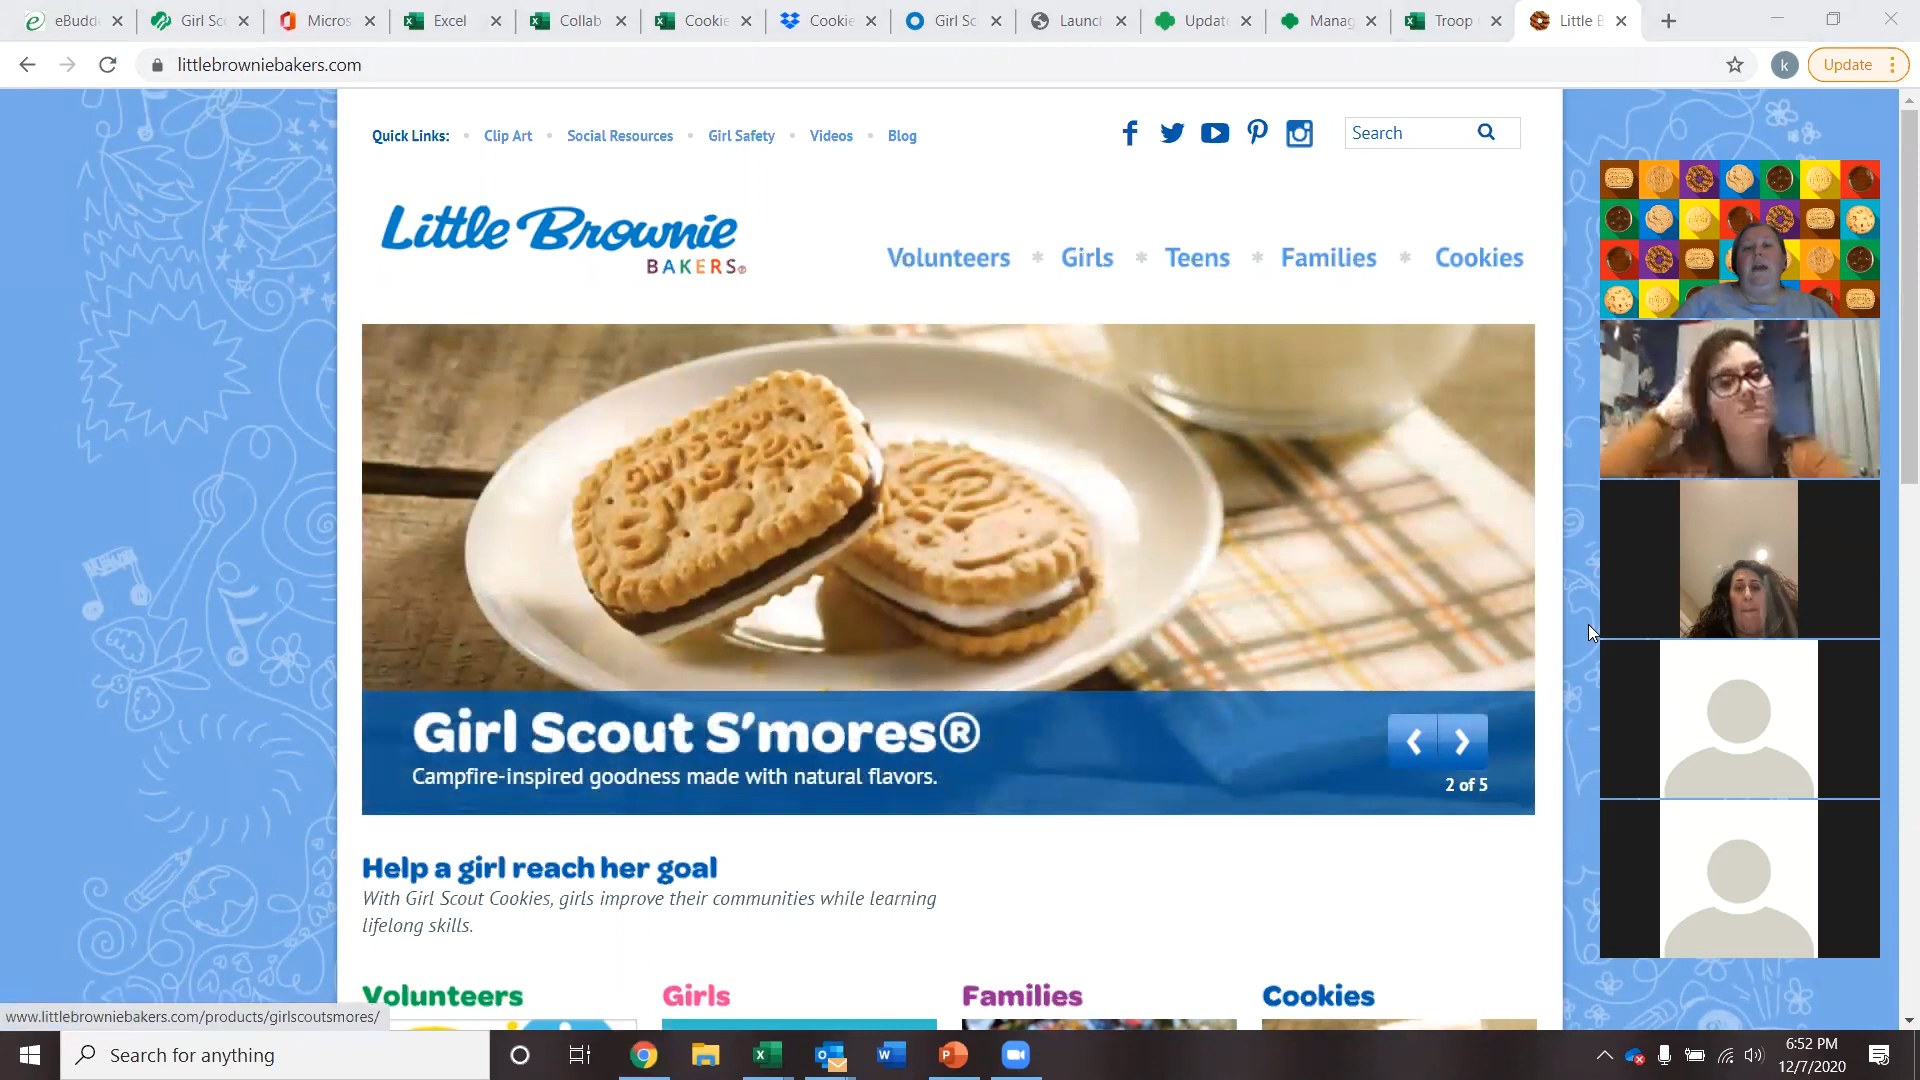 eBudde
Girl Sc
Micros
Excel
Collab
Cookie
Cookie
Girl Sc
Launc
Update
Manag
Troop
Little B
littlebrowniebakers.com
k
Update
Quick Links:
Clip Art
Social Resources
Girl Safety
Videos
Blog
Search
Little Brownie
BAKERS®
Volunteers
Girls
Teens
Families
Cookies
Girl Scout S'mores®
Campfire-inspired goodness made with natural flavors.
2 of 5
Help a girl reach her goal
With Girl Scout Cookies, girls improve their communities while learning
lifelong skills.
Volunteers
Girls
Families
Cookies
www.littlebrowniebakers.com/products/girlscoutsmores/
Search for anything
6:52 PM
12/7/2020